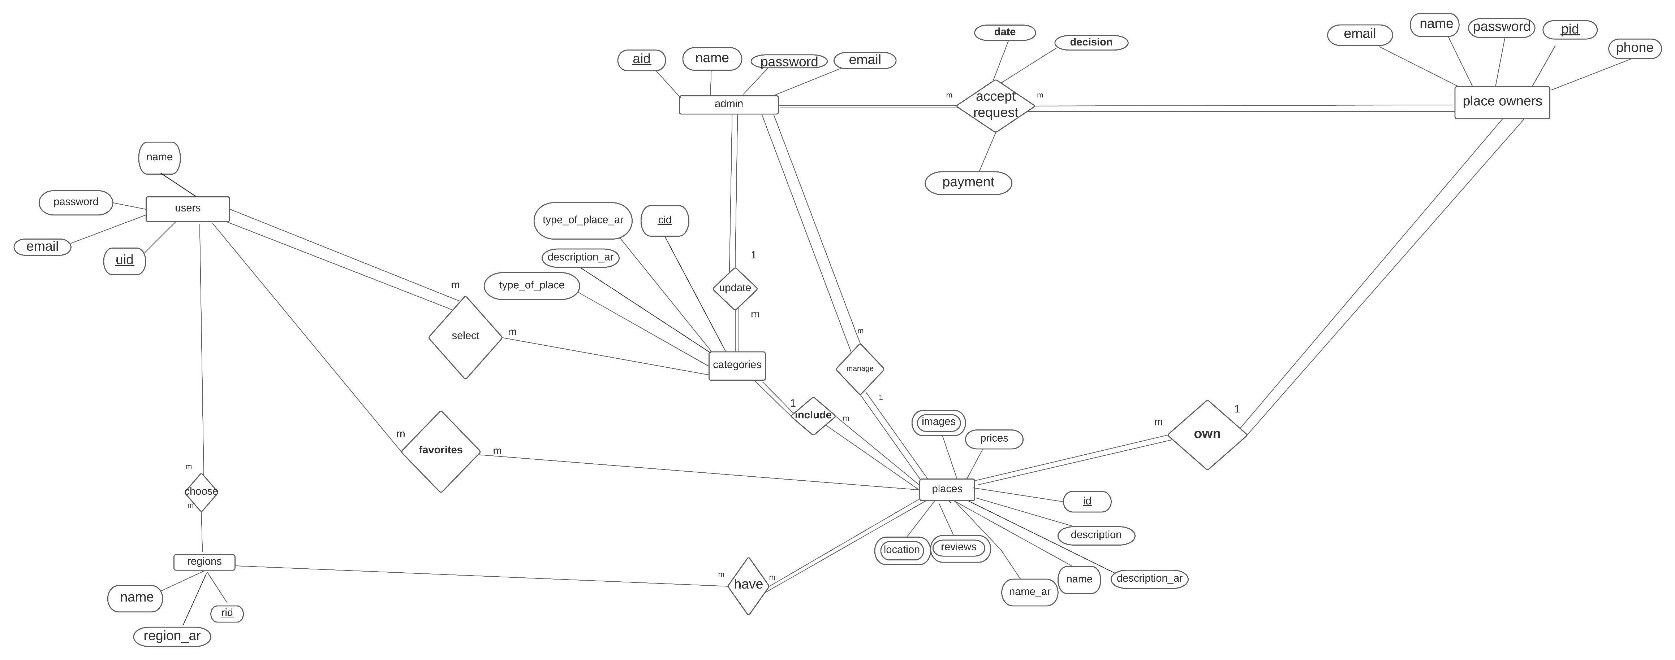 date
decision
email
name
password
pid
phone
aid
name
password
email
admin
m
accept
request
m
place owners
payment
name
password
users
email
uid
type_of_place_ar
cid
description_ar
type_of_place
1
update
m
m
select
m
categories
m
manage
1
1
include
m
images
prices
m
1
own
m
favorites
m
m
choose
m
places
id
description
location
reviews
name_ar
name
description_ar
regions
m
have
m
name
rid
region_ar